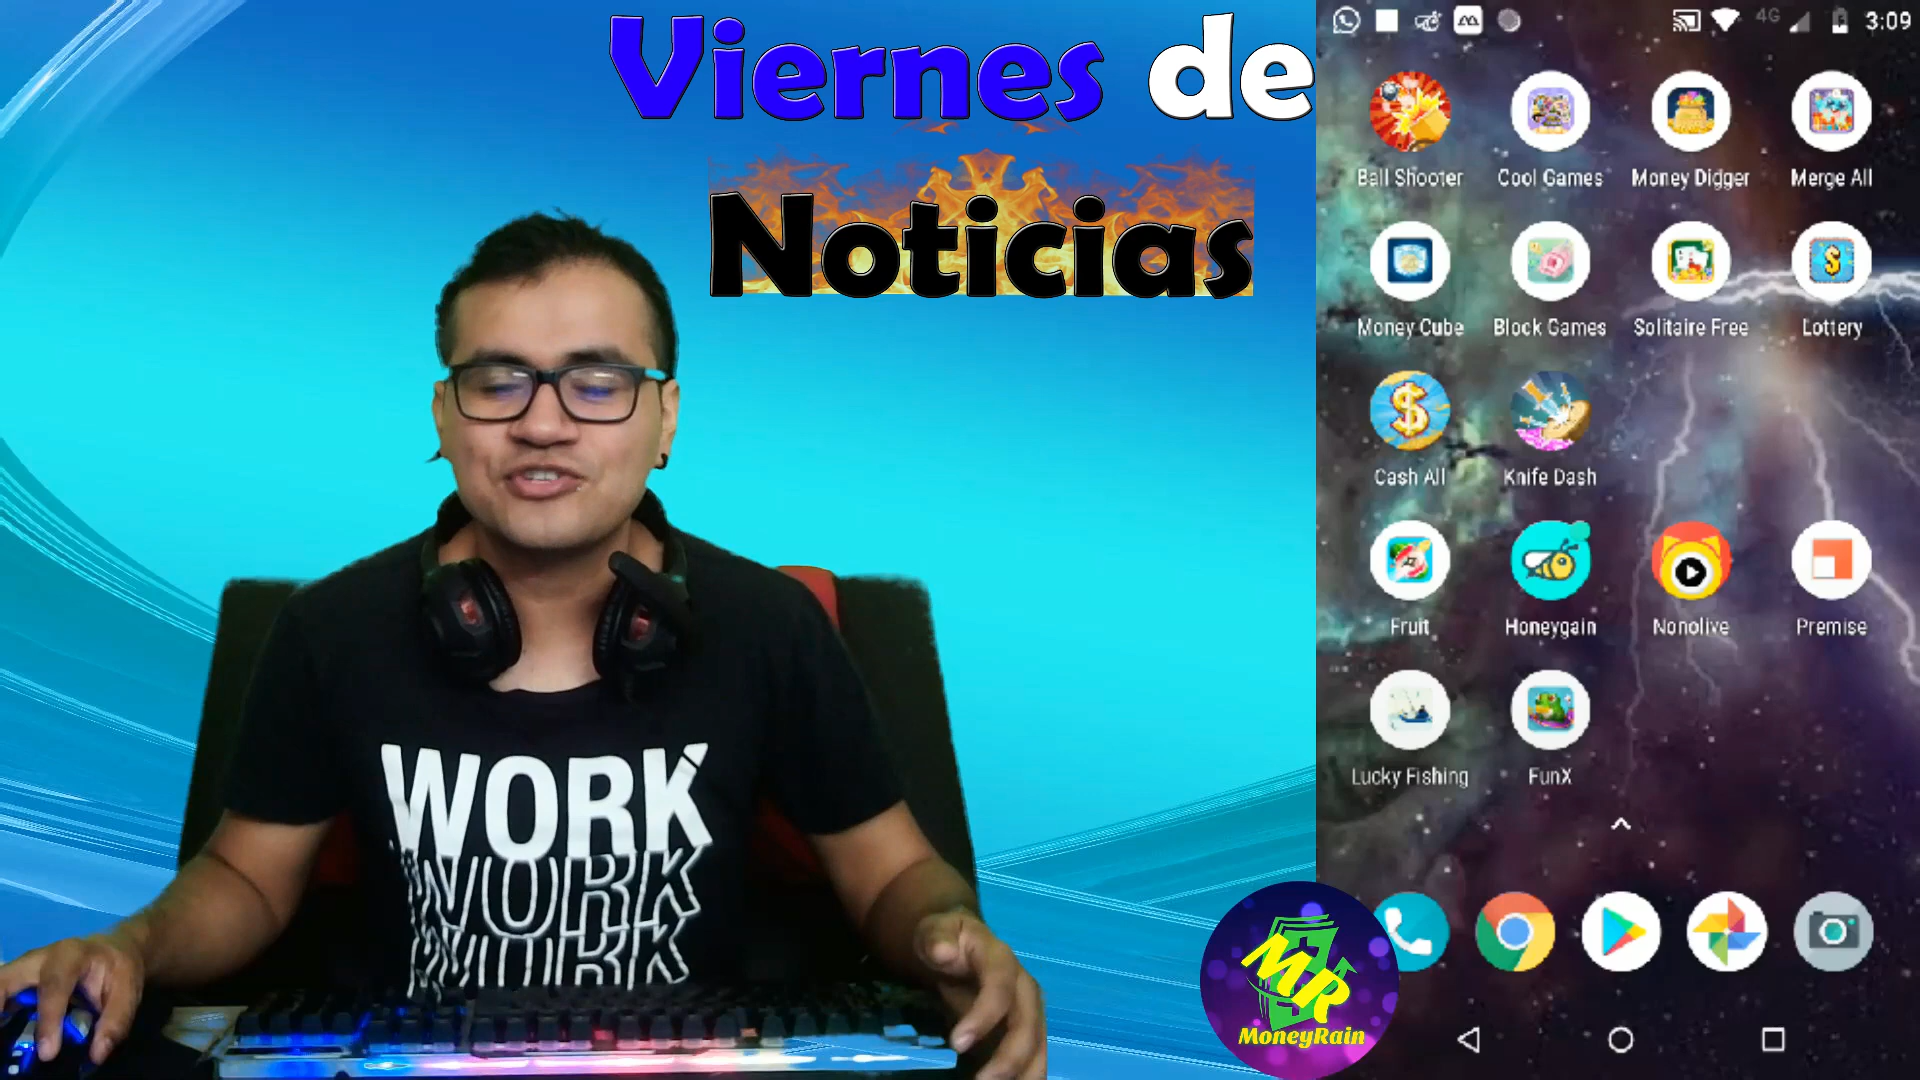 Viernes de
Noticias
4G 3:09
Ball Shooter Cool Games Money Digger Merge All
Money Cube Block Games Solitaire Free Lottery
Cash All Knife Dash
Fruit Honeygain Nonolive Premise
Lucky Fishing FunX
WORK
WORK
WORK
MR
MoneyRain